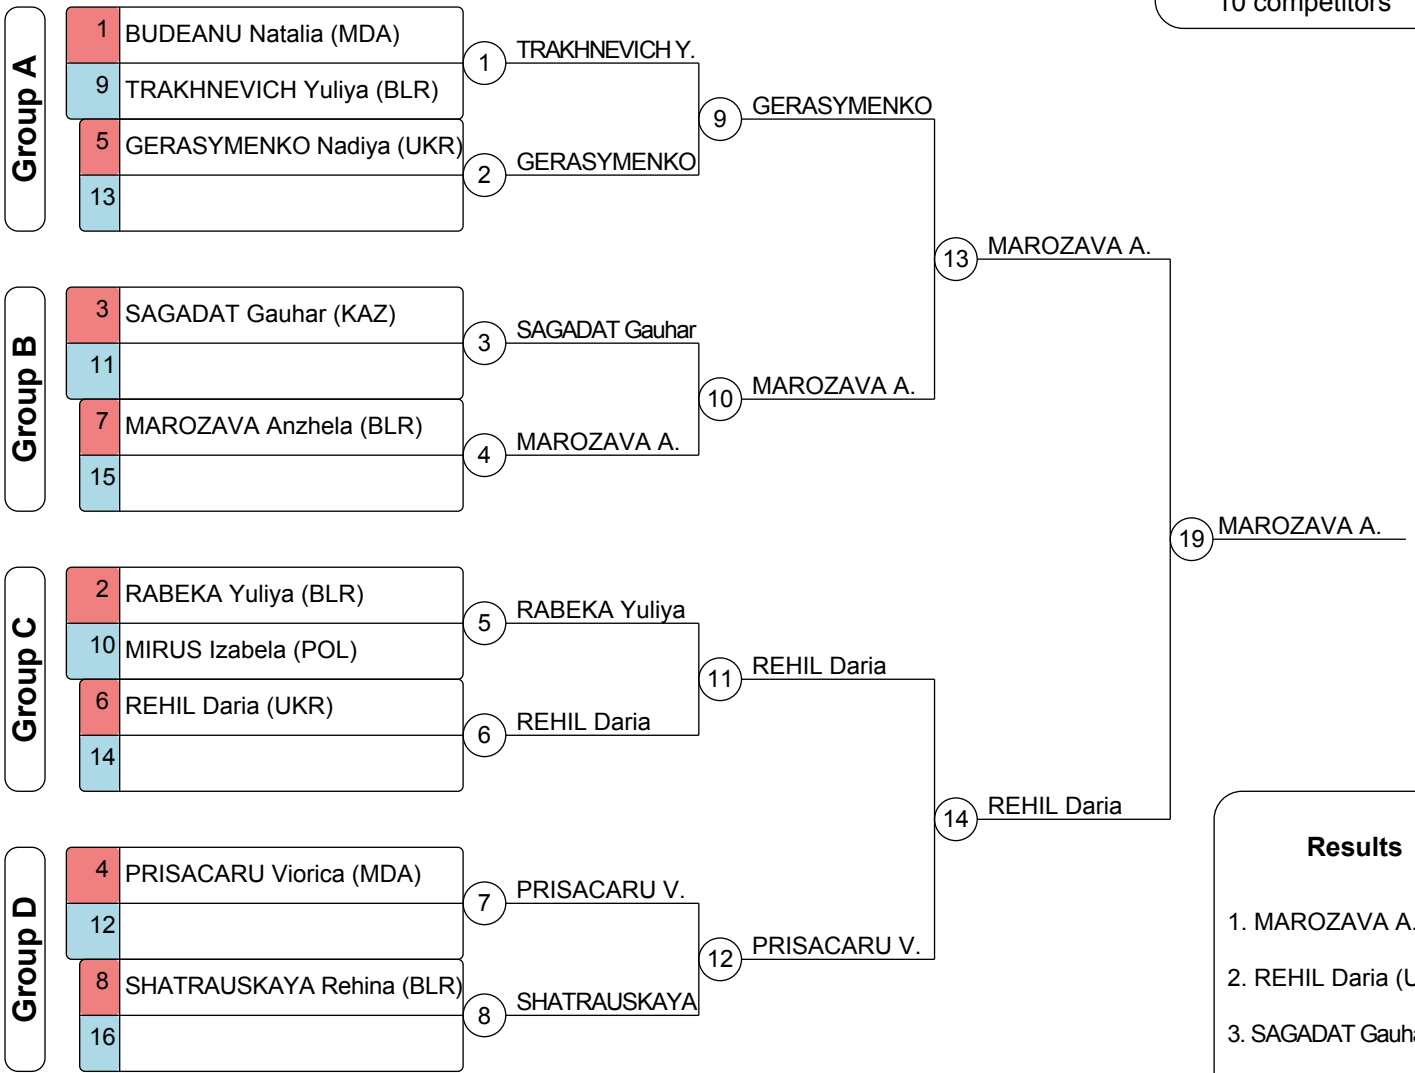 10 competitors
Group A
1 BUDEANU Natalia (MDA)
9 TRAKHNEVICH Yuliya (BLR)
5 GERASYMENKO Nadiya (UKR)
13
1 TRAKHNEVICH Y.
2 GERASYMENKO
9 GERASYMENKO
Group B
3 SAGADAT Gauhar (KAZ)
11
7 MAROZAVA Anzhela (BLR)
15
3 SAGADAT Gauhar
4 MAROZAVA A.
10 MAROZAVA A.
13 MAROZAVA A.
Group C
2 RABEKA Yuliya (BLR)
10 MIRUS Izabela (POL)
6 REHIL Daria (UKR)
14
5 RABEKA Yuliya
6 REHIL Daria
11 REHIL Daria
Group D
4 PRISACARU Viorica (MDA)
12
8 SHATRAUSKAYA Rehina (BLR)
16
7 PRISACARU V.
8 SHATRAUSKAYA
12 PRISACARU V.
14 REHIL Daria
19 MAROZAVA A.
Results
1. MAROZAVA A.
2. REHIL Daria (U
3. SAGADAT Gauha